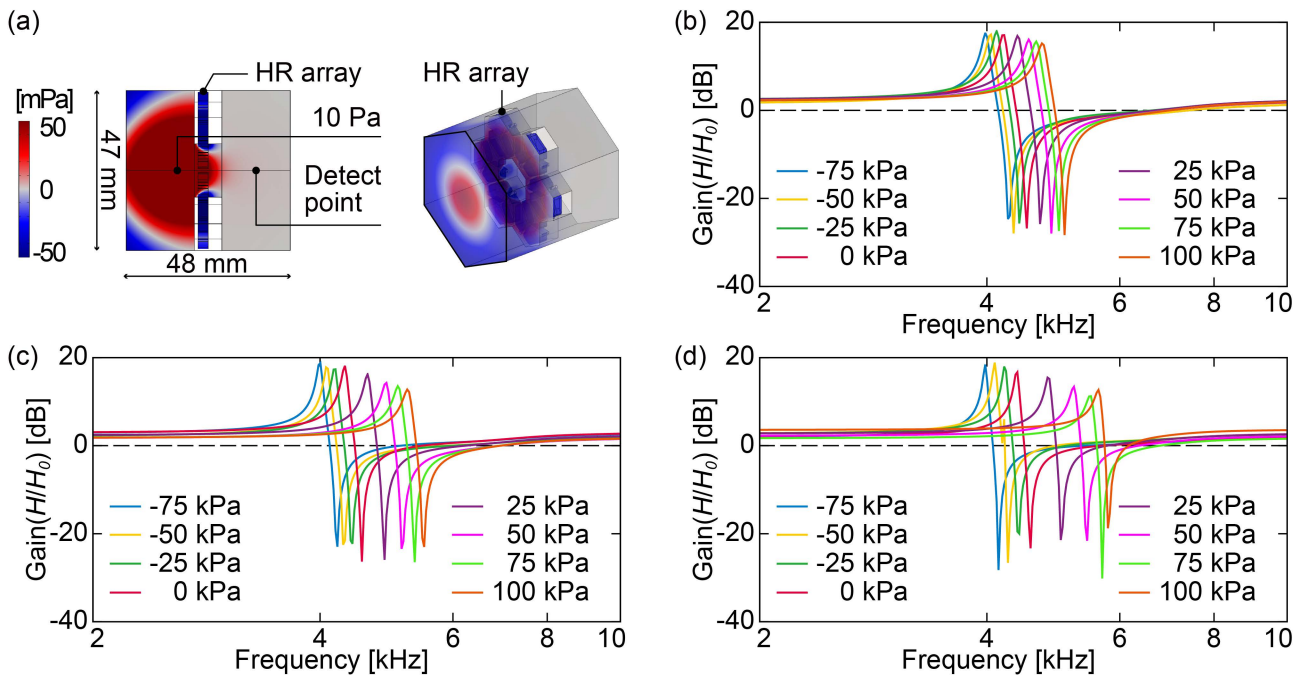 (a)
HR array
HR array
[mPa]
50
0
-50
47 mm
10 Pa
Detect
point
48 mm
(b)
20
0
-20
-40
Gain(H/H0) [dB]
-75 kPa
-50 kPa
-25 kPa
0 kPa
25 kPa
50 kPa
75 kPa
100 kPa
2
4
6
8
10
Frequency [kHz]
(c)
20
0
-20
-40
Gain(H/H0) [dB]
-75 kPa
-50 kPa
-25 kPa
0 kPa
25 kPa
50 kPa
75 kPa
100 kPa
2
4
6
8
10
Frequency [kHz]
(d)
20
0
-20
-40
Gain(H/H0) [dB]
-75 kPa
-50 kPa
-25 kPa
0 kPa
25 kPa
50 kPa
75 kPa
100 kPa
2
4
6
8
10
Frequency [kHz]